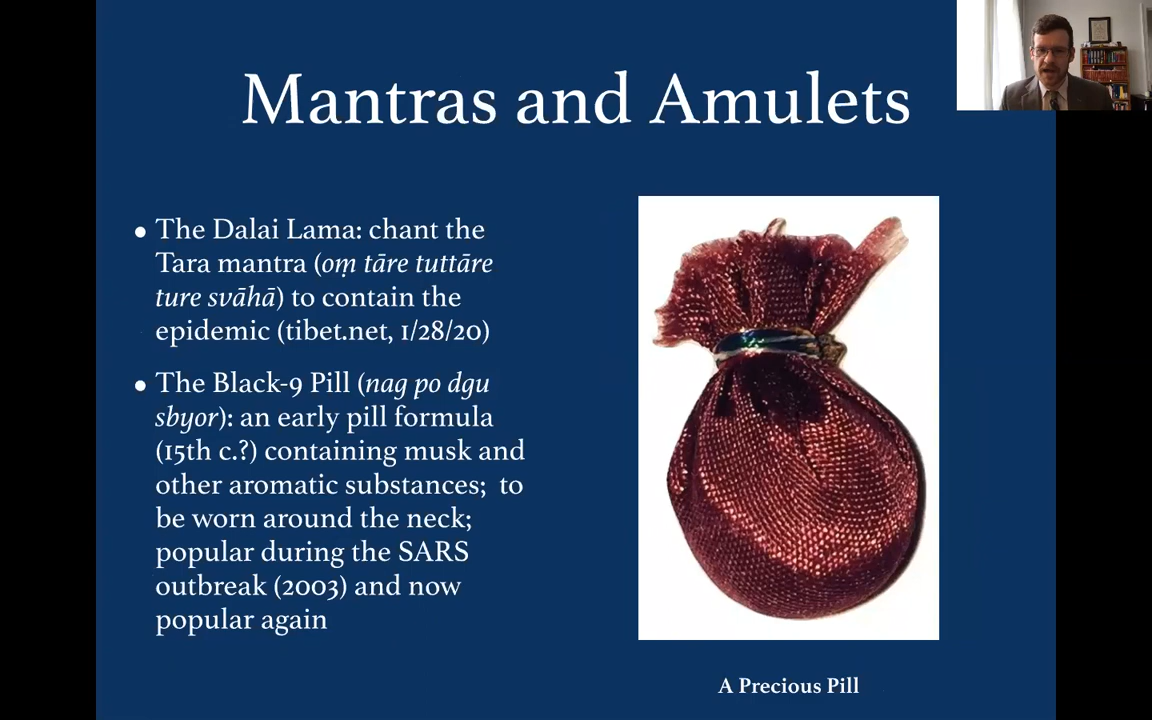 Mantras and Amulets
• The Dalai Lama: chant the
Tara mantra (oṃ tāre tuttāre
ture svāhā) to contain the
epidemic (tibet.net, 1/28/20)
• The Black-9 Pill (nag po dgu
sbyor): an early pill formula
(15th c.?) containing musk and
other aromatic substances; to
be worn around the neck;
popular during the SARS
outbreak (2003) and now
popular again
A Precious Pill